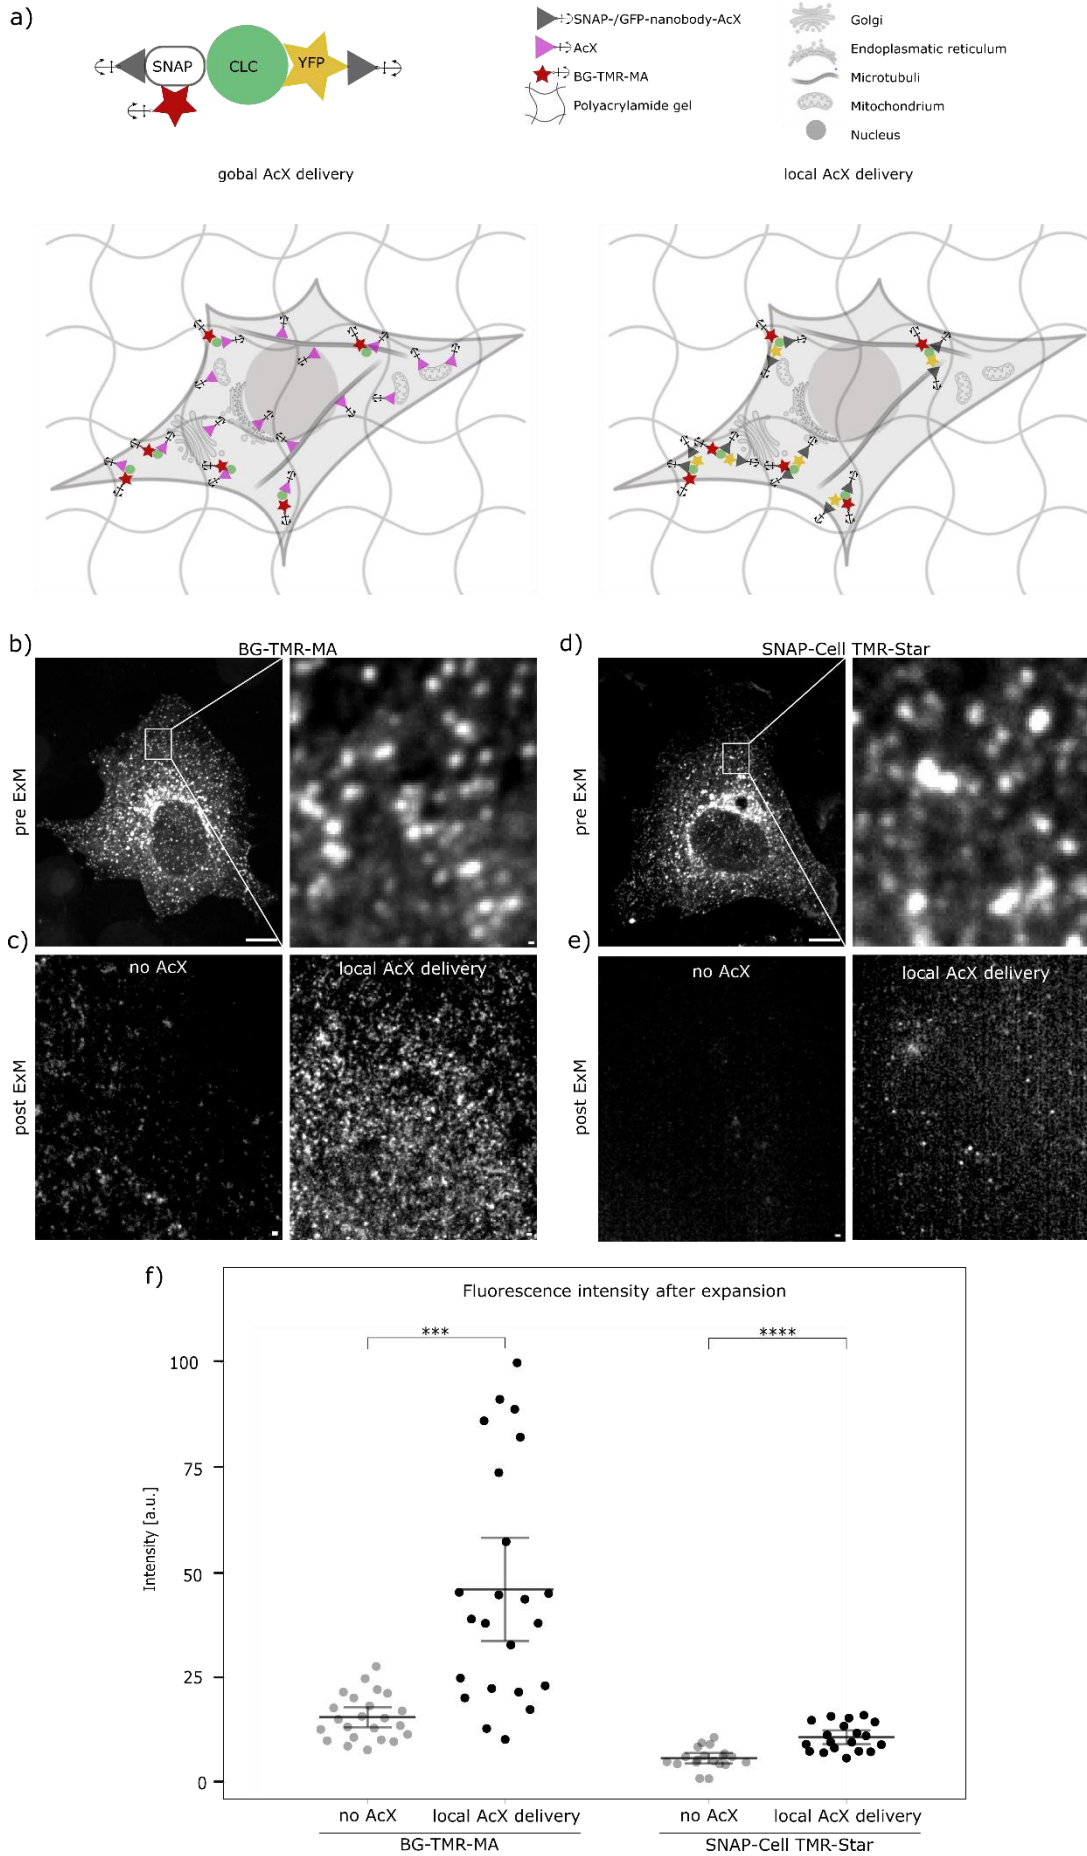 a)
SNAP
CLC
YFP
SNAP-/GFP-nanobody-AcX
AcX
BG-TMR-MA
Polyacrylamide gel
Golgi
Endoplasmatic reticulum
Microtubuli
Mitochondrium
Nucleus
gobal AcX delivery
local AcX delivery
b)
BG-TMR-MA
pre ExM
c)
no AcX
local AcX delivery
post ExM
d)
SNAP-Cell TMR-Star
pre ExM
e)
no AcX
local AcX delivery
post ExM
f)
Fluorescence intensity after expansion
***
****
100
75
50
25
0
Intensity [a.u.]
no AcX
local AcX delivery
no AcX
local AcX delivery
BG-TMR-MA
SNAP-Cell TMR-Star